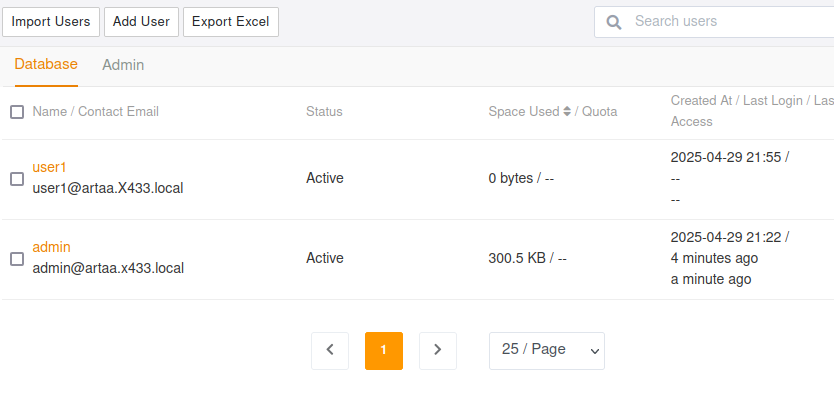 Import Users Add User Export Excel Search users
Database Admin
Name / Contact Email Status Space Used / Quota Created At / Last Login / Las
Access
user1
user1@artaa.X433.local
Active
0 bytes / --
2025-04-29 21:55 /
--
--
admin
admin@artaa.x433.local
Active
300.5 KB / --
2025-04-29 21:22 /
4 minutes ago
a minute ago
1 25 / Page